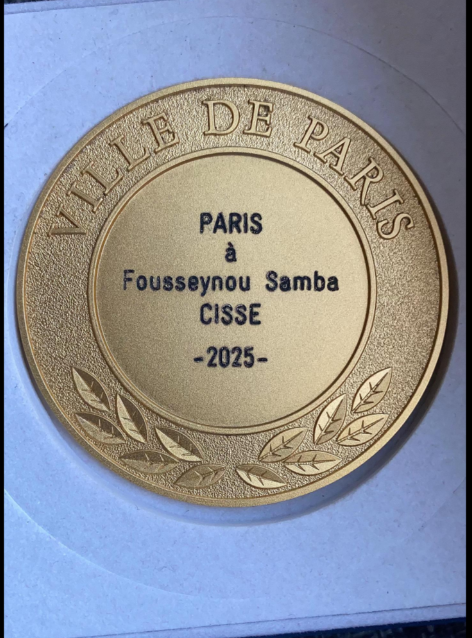 VILLE DE PARIS
PARIS
à
Fousseynou Samba
CISSE
-2025-